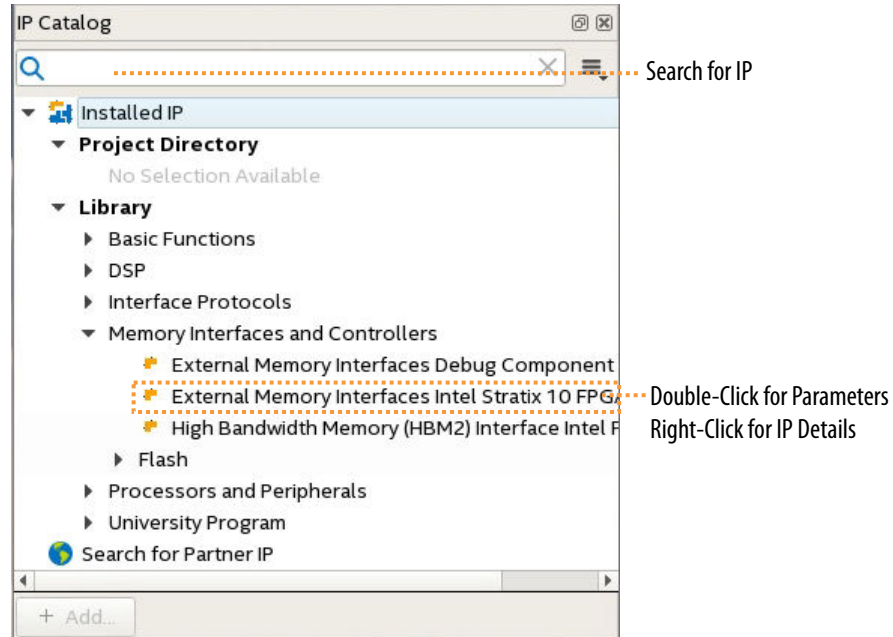 IP Catalog
Search for IP
Installed IP
Project Directory
No Selection Available
Library
Basic Functions
DSP
Interface Protocols
Memory Interfaces and Controllers
External Memory Interfaces Debug Component
External Memory Interfaces Intel Stratix 10 FPGA
Double-Click for Parameters
Right-Click for IP Details
High Bandwidth Memory (HBM2) Interface Intel F
Flash
Processors and Peripherals
University Program
Search for Partner IP
+ Add...